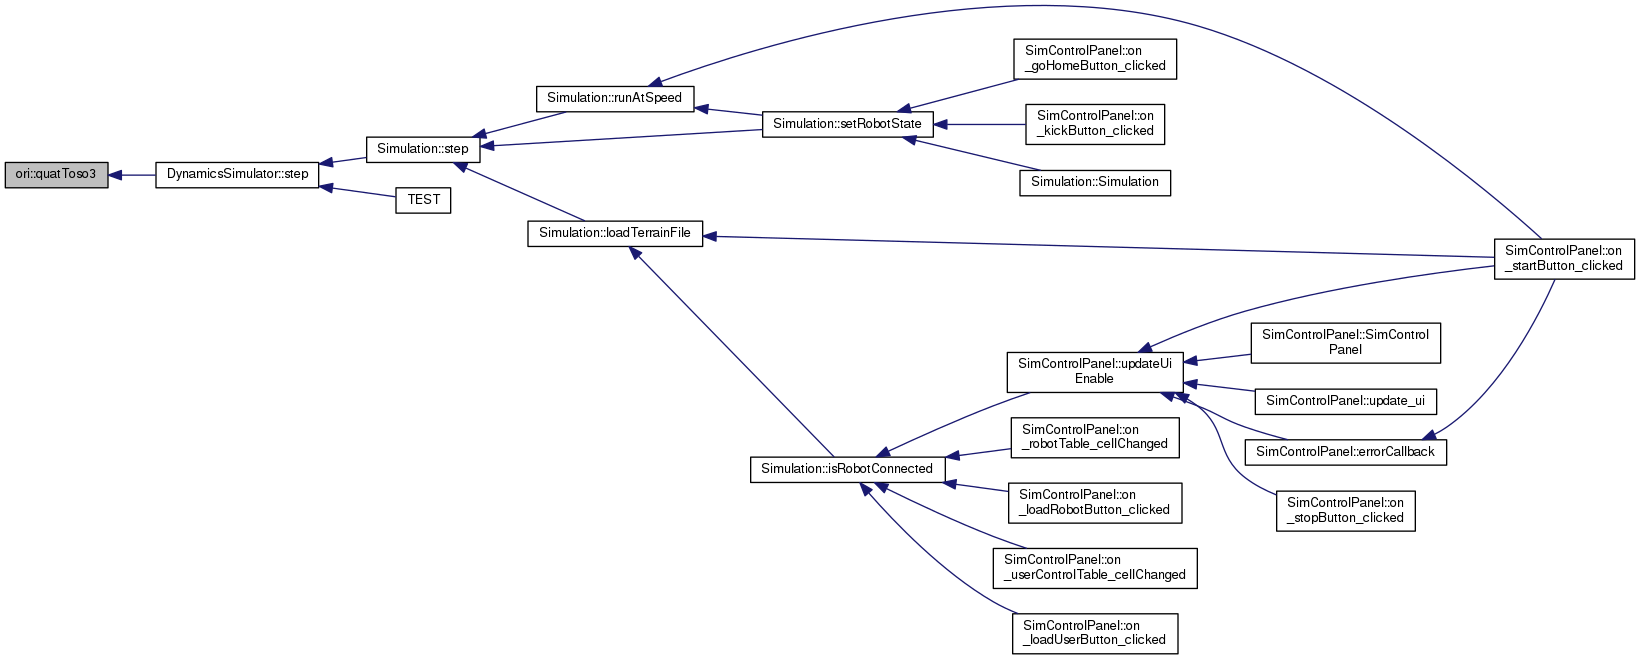 SimControlPanel::on
_goHomeButton_clicked
Simulation::runAtSpeed
SimControlPanel::on
_kickButton_clicked
Simulation::setRobotState
Simulation::step
ori::quatToso3
DynamicsSimulator::step
Simulation::Simulation
TEST
Simulation::loadTerrainFile
SimControlPanel::on
_startButton_clicked
SimControlPanel::SimControl
Panel
SimControlPanel::updateUi
Enable
SimControlPanel::update_ui
SimControlPanel::on
_robotTable_cellChanged
SimControlPanel::errorCallback
Simulation::isRobotConnected
SimControlPanel::on
_loadRobotButton_clicked
SimControlPanel::on
_stopButton_clicked
SimControlPanel::on
_userControlTable_cellChanged
SimControlPanel::on
_loadUserButton_clicked